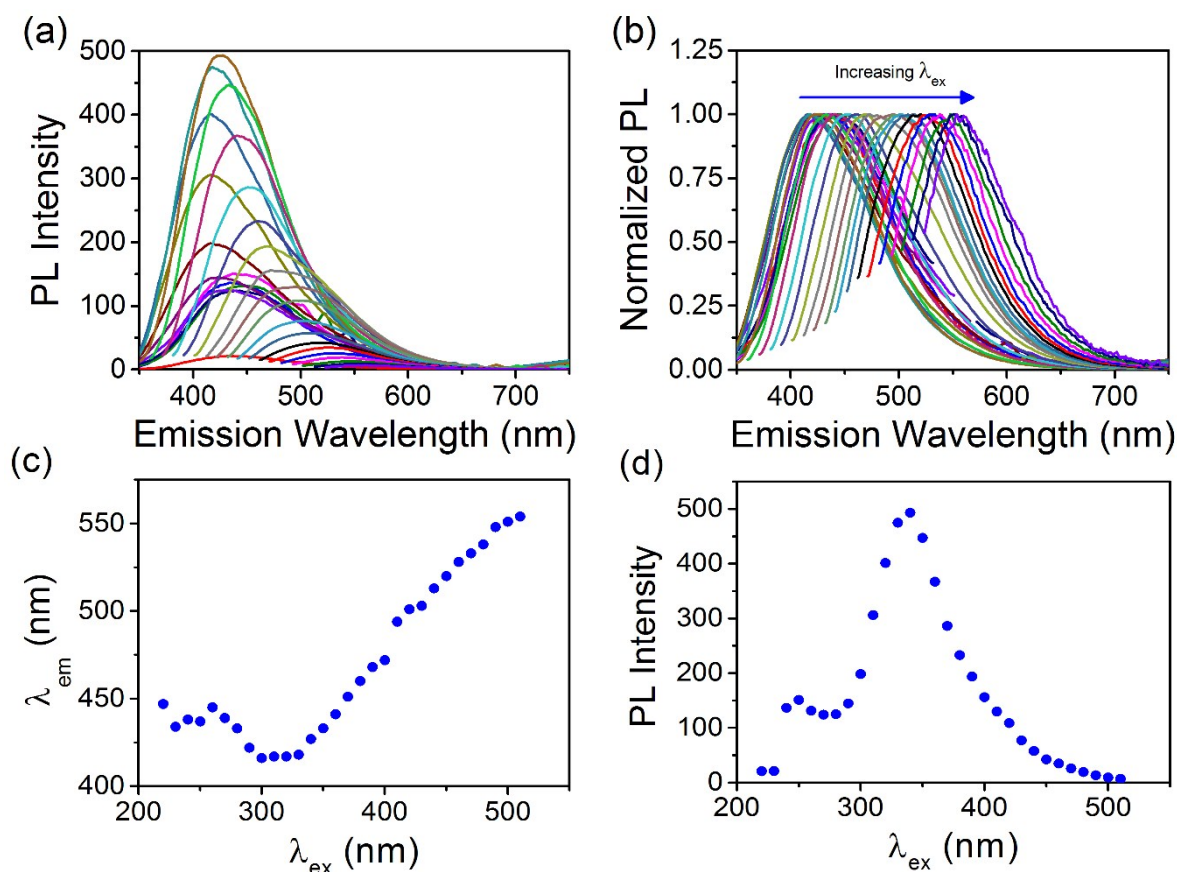 (a)
500
400
300
200
100
0
PL Intensity
400 500 600 700
Emission Wavelength (nm)
(b)
1.25
1.00
0.75
0.50
0.25
0.00
Normalized PL
Increasing λex
400 500 600 700
Emission Wavelength (nm)
(c)
550
500
450
400
λem (nm)
200 300 400 500
λex (nm)
(d)
500
400
300
200
100
0
PL Intensity
200 300 400 500
λex (nm)